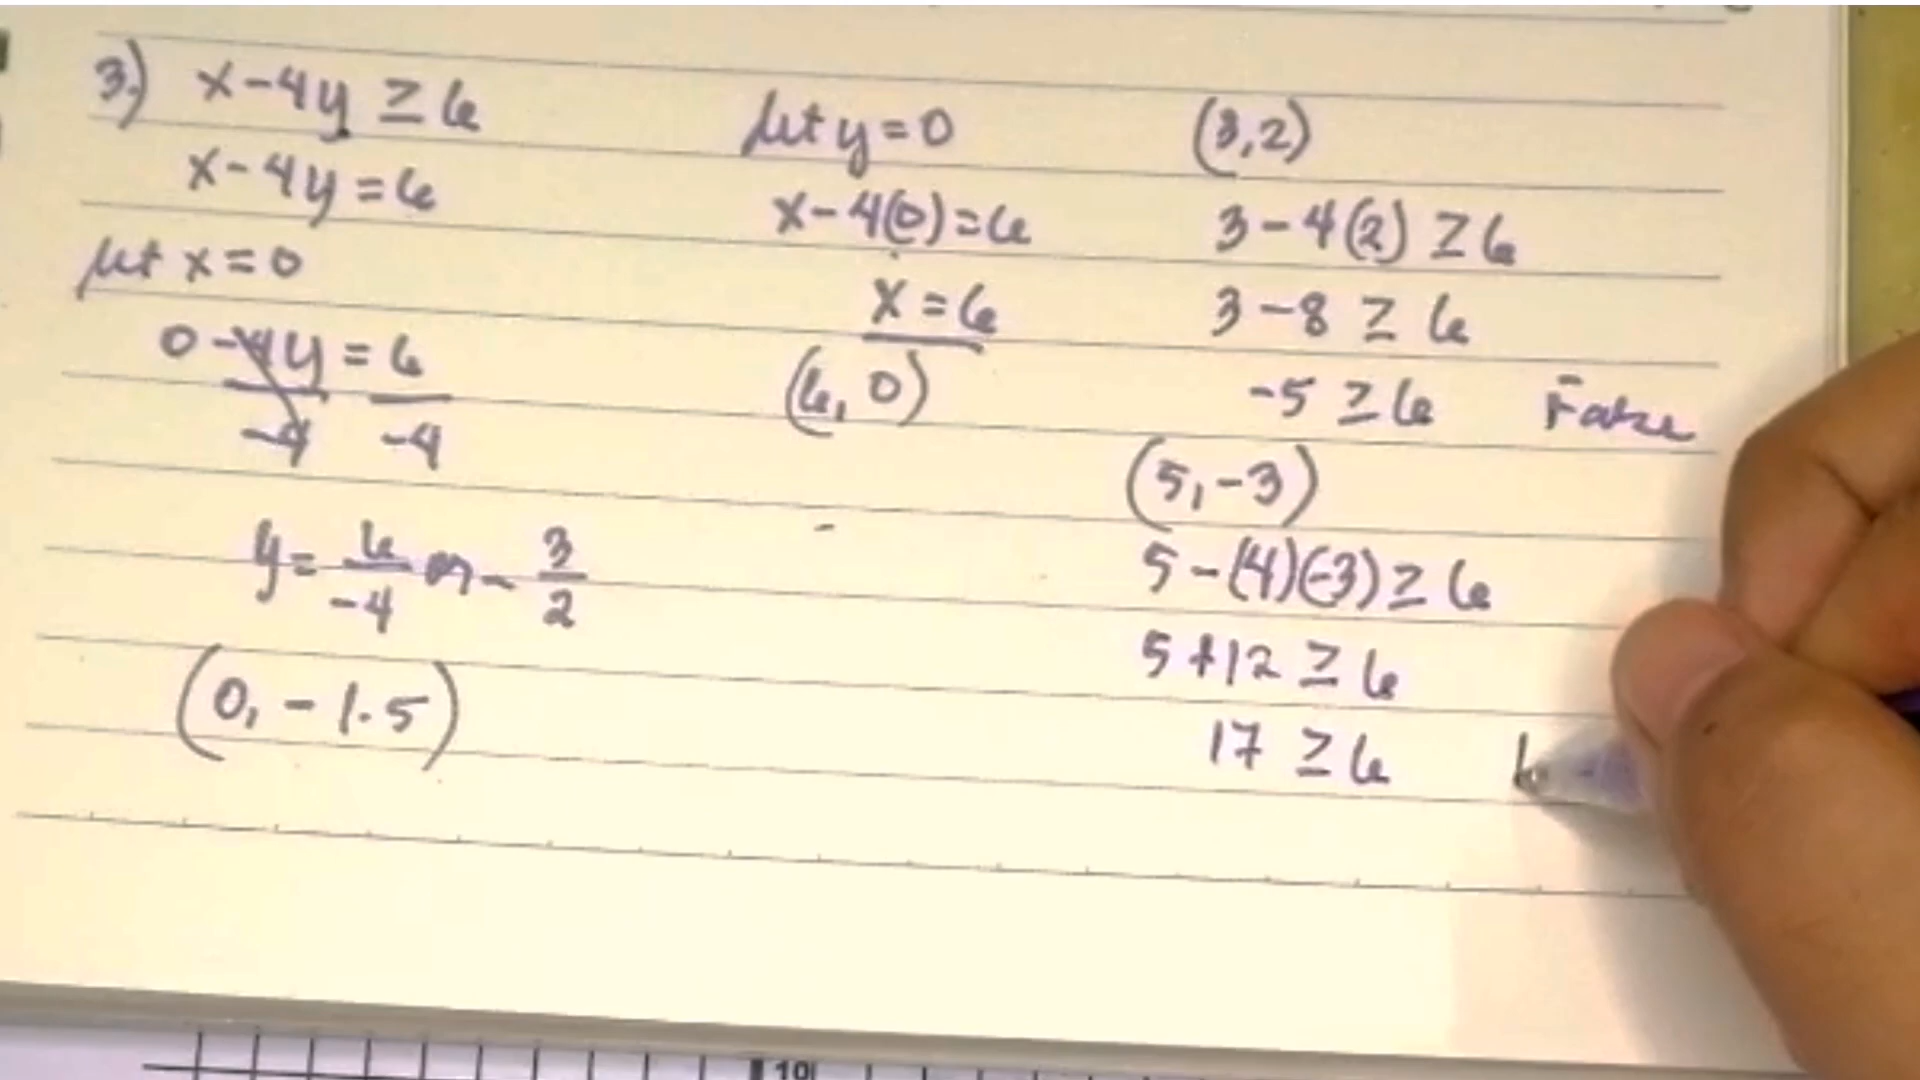 3.) x-4y ≥ 6
x-4y = 6
let x = 0
0 -4y = 6
-4 -4
y = 6/-4 or - 3/2
(0, -1.5)
let y = 0
x-4(0) = 6
x = 6
(6, 0)
(3,2)
3-4(2) ≥ 6
3-8 ≥ 6
-5 ≥ 6 False
(5,-3)
5-(4)(-3) ≥ 6
5+12 ≥ 6
17 ≥ 6
10